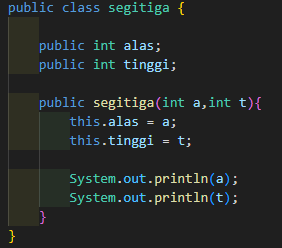 public class segitiga {
public int alas;
public int tinggi;
public segitiga(int a,int t){
this.alas = a;
this.tinggi = t;
System.out.println(a);
System.out.println(t);
}
}